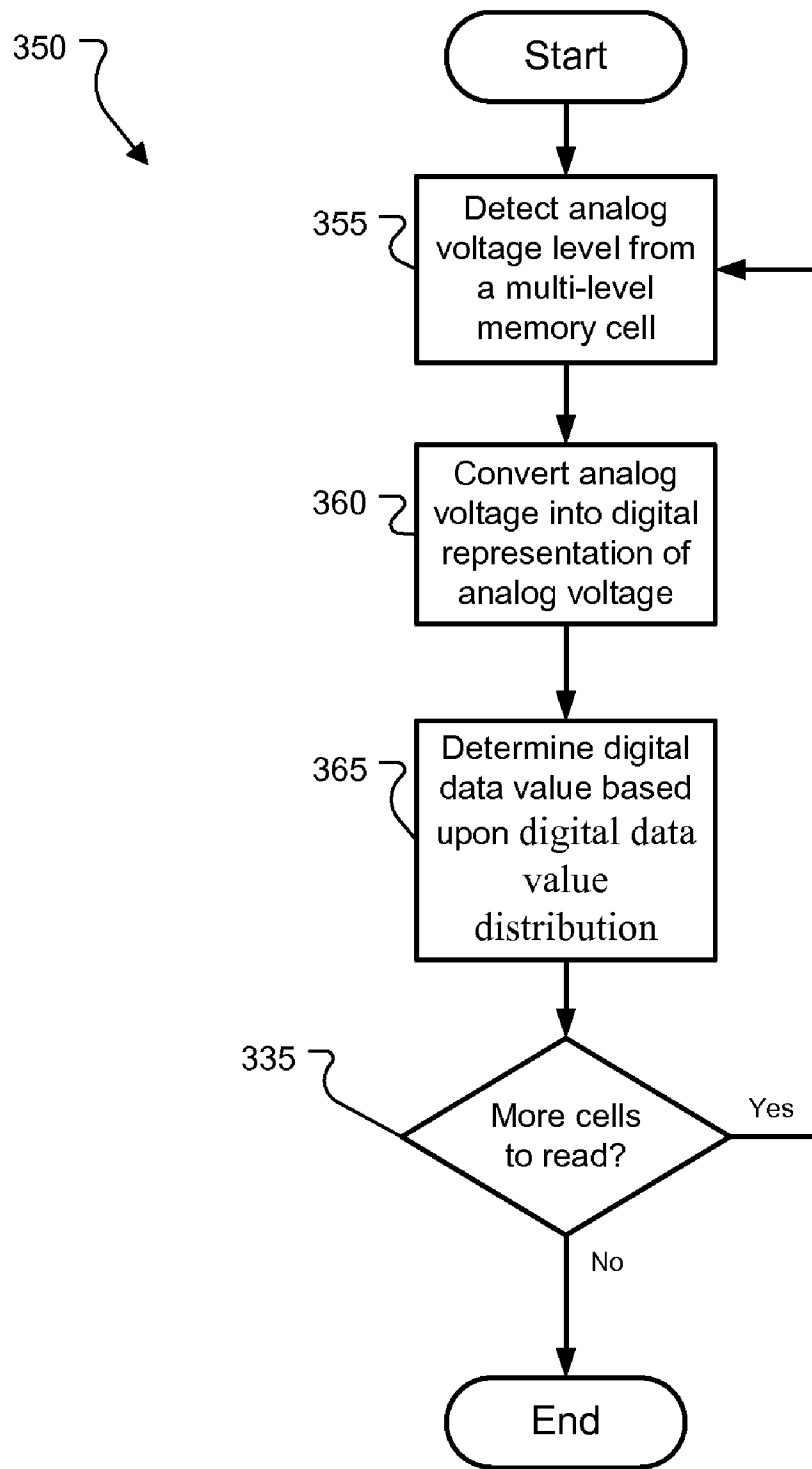 350
Start
355
Detect analog
voltage level from
a multi-level
memory cell
360
Convert analog
voltage into digital
representation of
analog voltage
365
Determine digital
data value based
upon digital data
value
distribution
335
More cells
to read?
Yes
No
End